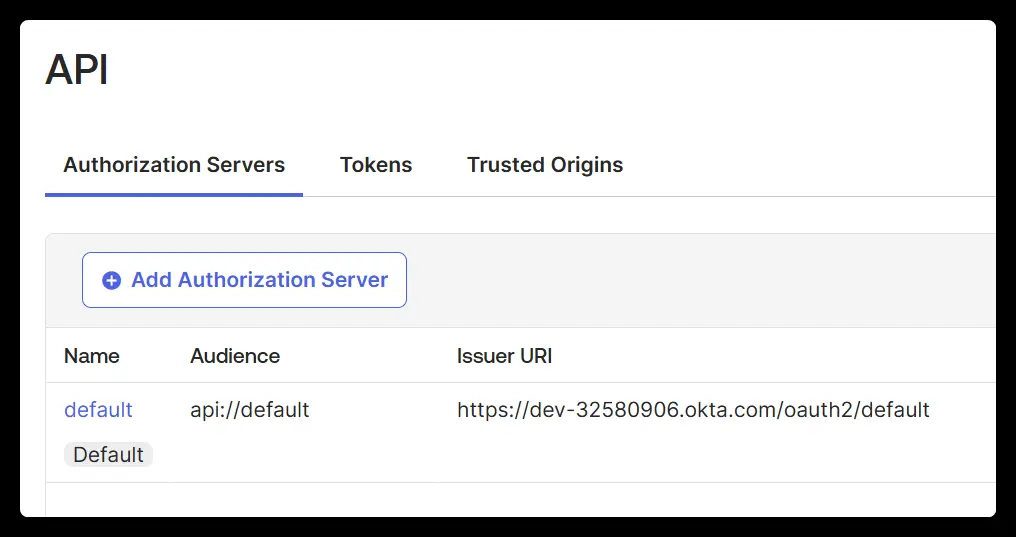 API
Authorization Servers Tokens Trusted Origins
Add Authorization Server
Name Audience Issuer URI
default api://default https://dev-32580906.okta.com/oauth2/default
Default